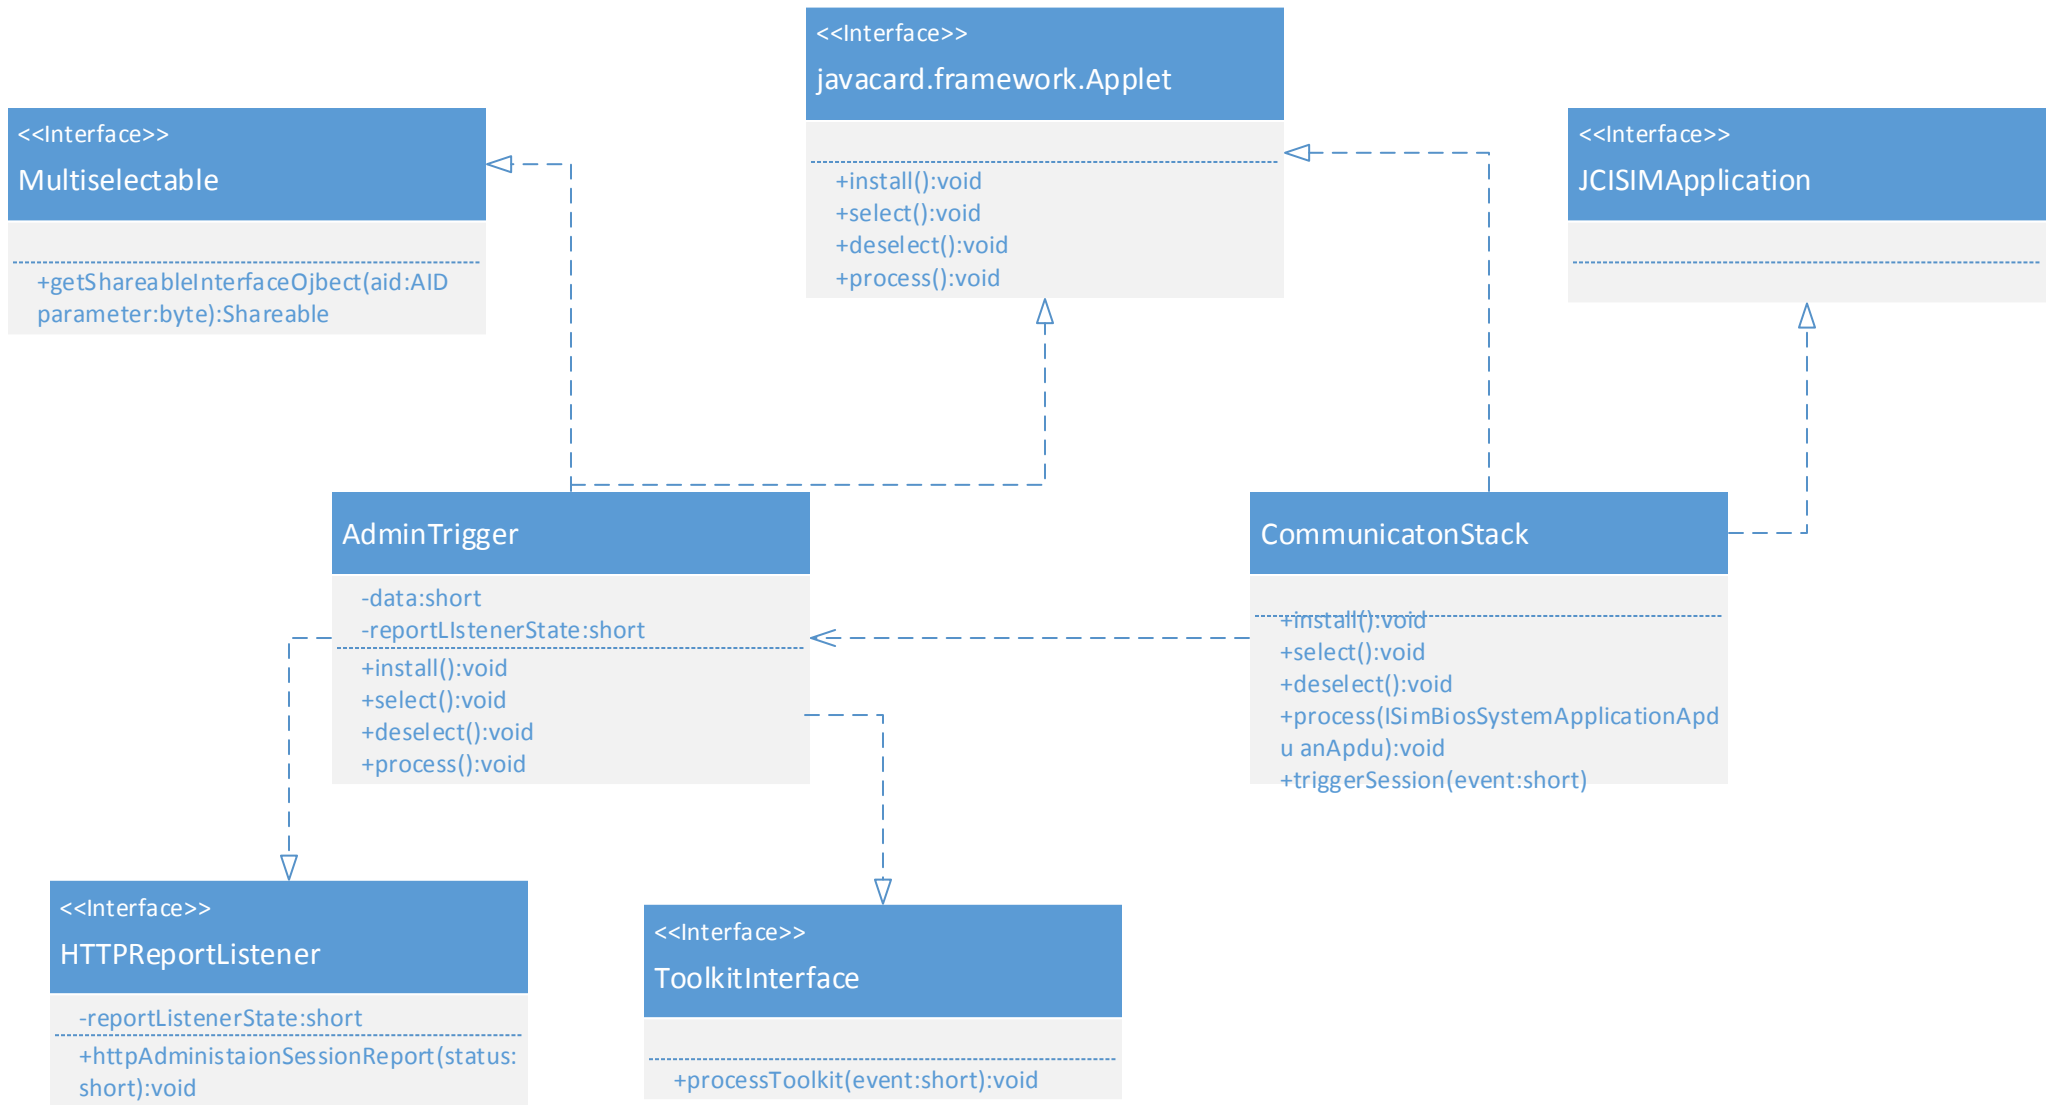 <<Interface>>
javacard.framework.Applet
+install():void
+select():void
+deselect():void
+process():void
<<Interface>>
Multiselectable
+getShareableInterfaceOjbect(aid:AID
parameter:byte):Shareable
<<Interface>>
JCISIMApplication
AdminTrigger
-data:short
-reportLIstenerState:short
+install():void
+select():void
+deselect():void
+process():void
CommunicatonStack
+install():void
+select():void
+deselect():void
+process(ISimBiosSystemApplicationApd
u anApdu):void
+triggerSession(event:short)
<<Interface>>
HTTPReportListener
-reportListenerState:short
+httpAdministaionSessionReport(status:
short):void
<<Interface>>
ToolkitInterface
+processToolkit(event:short):void